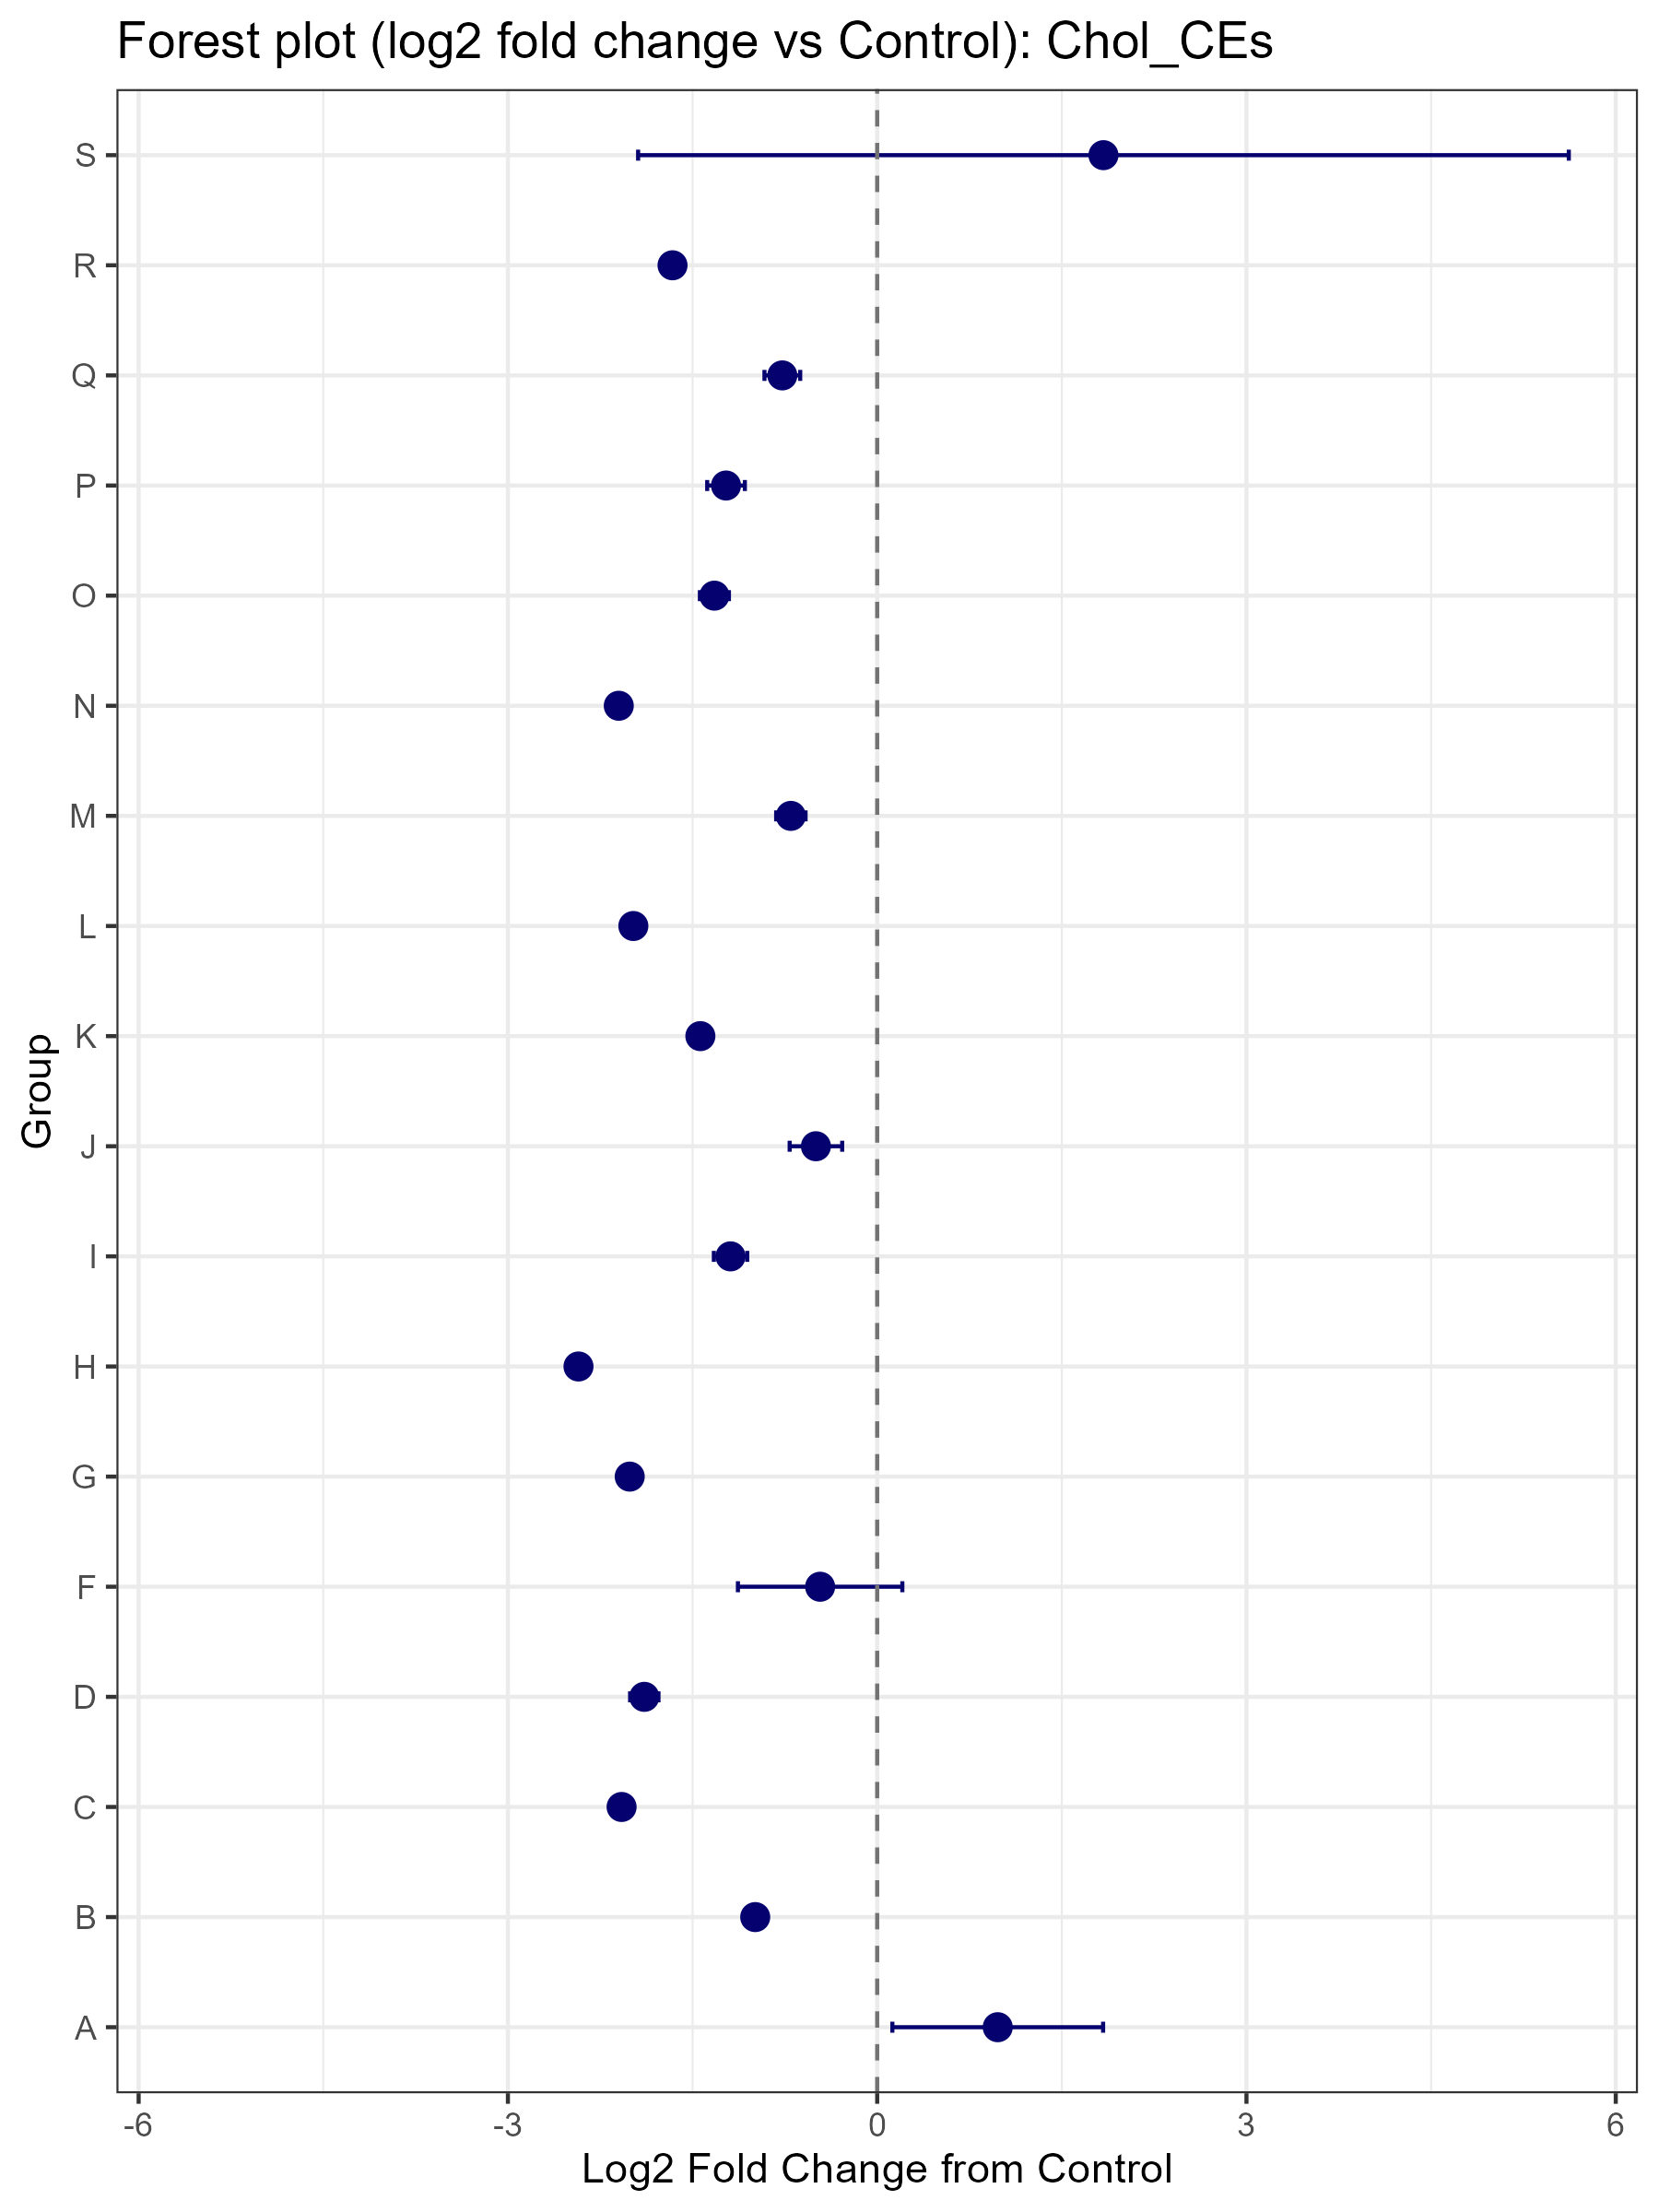 Forest plot (log2 fold change vs Control): Chol_CEs
S
R
Q
P
O
N
M
L
K
J
I
H
G
F
D
C
B
A
Group
-6 -3 0 3 6
Log2 Fold Change from Control